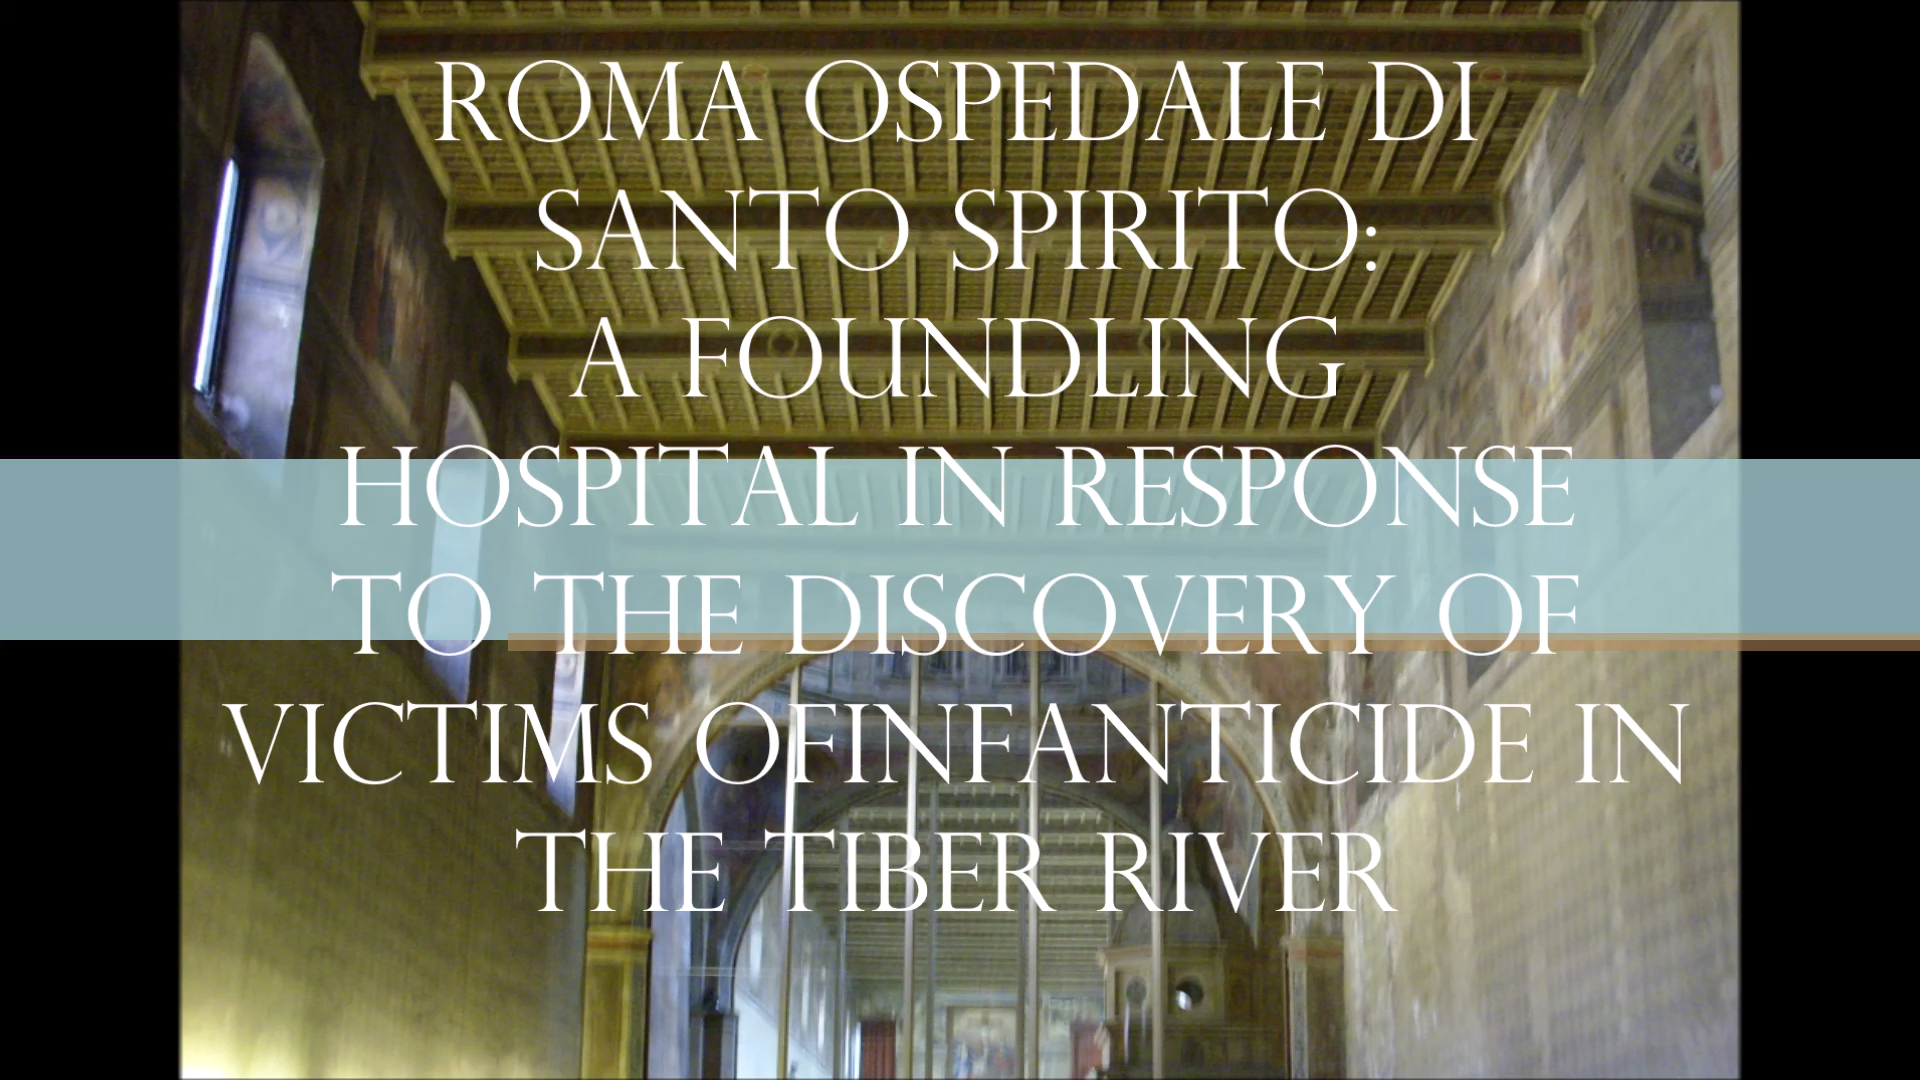 ROMA OSPEDALE DI
SANTO SPIRITO:
A FOUNDLING
HOSPITAL IN RESPONSE
TO THE DISCOVERY OF
VICTIMS OFINFANTICIDE IN
THE TIBER RIVER